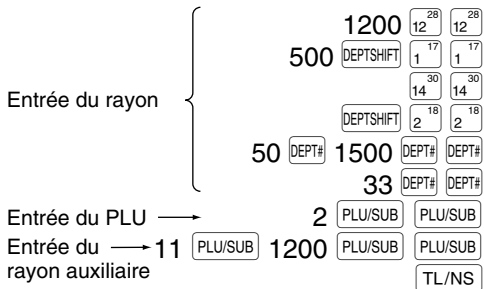 1200 12 28 12 28
500 DEPTSHIFT 1 17 1 17
14 30 14 30
Entrée du rayon
DEPTSHIFT 2 18 2 18
50 DEPT# 1500 DEPT# DEPT#
33 DEPT# DEPT#
Entrée du PLU 2 PLU/SUB PLU/SUB
Entrée du 11 PLU/SUB 1200 PLU/SUB PLU/SUB
rayon auxiliaire
TL/NS